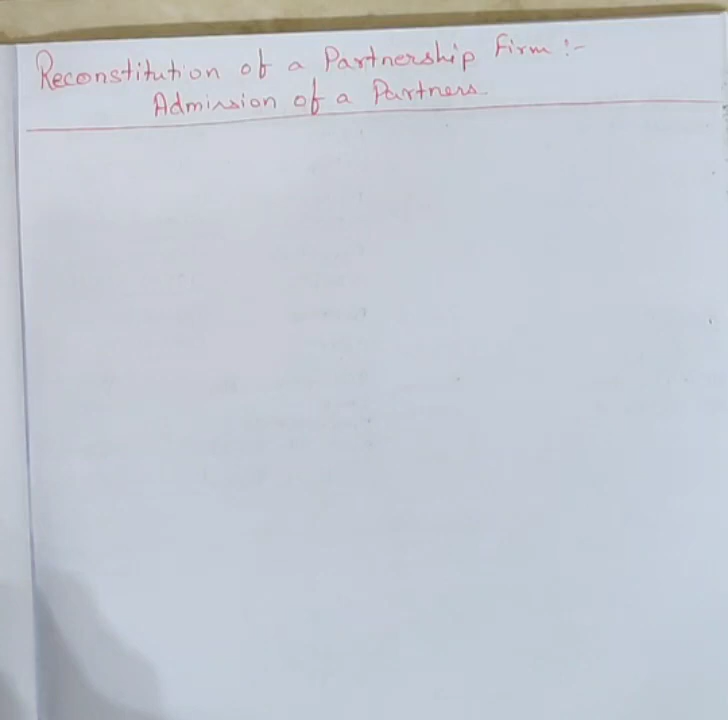 Reconstitution of a Partnership Firm :-
Admission of a Partners.